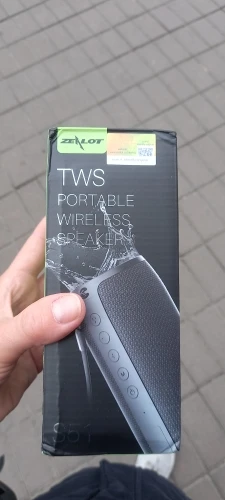 ZEALOT
TWS
PORTABLE
WIRELESS
SPEAKER
S51